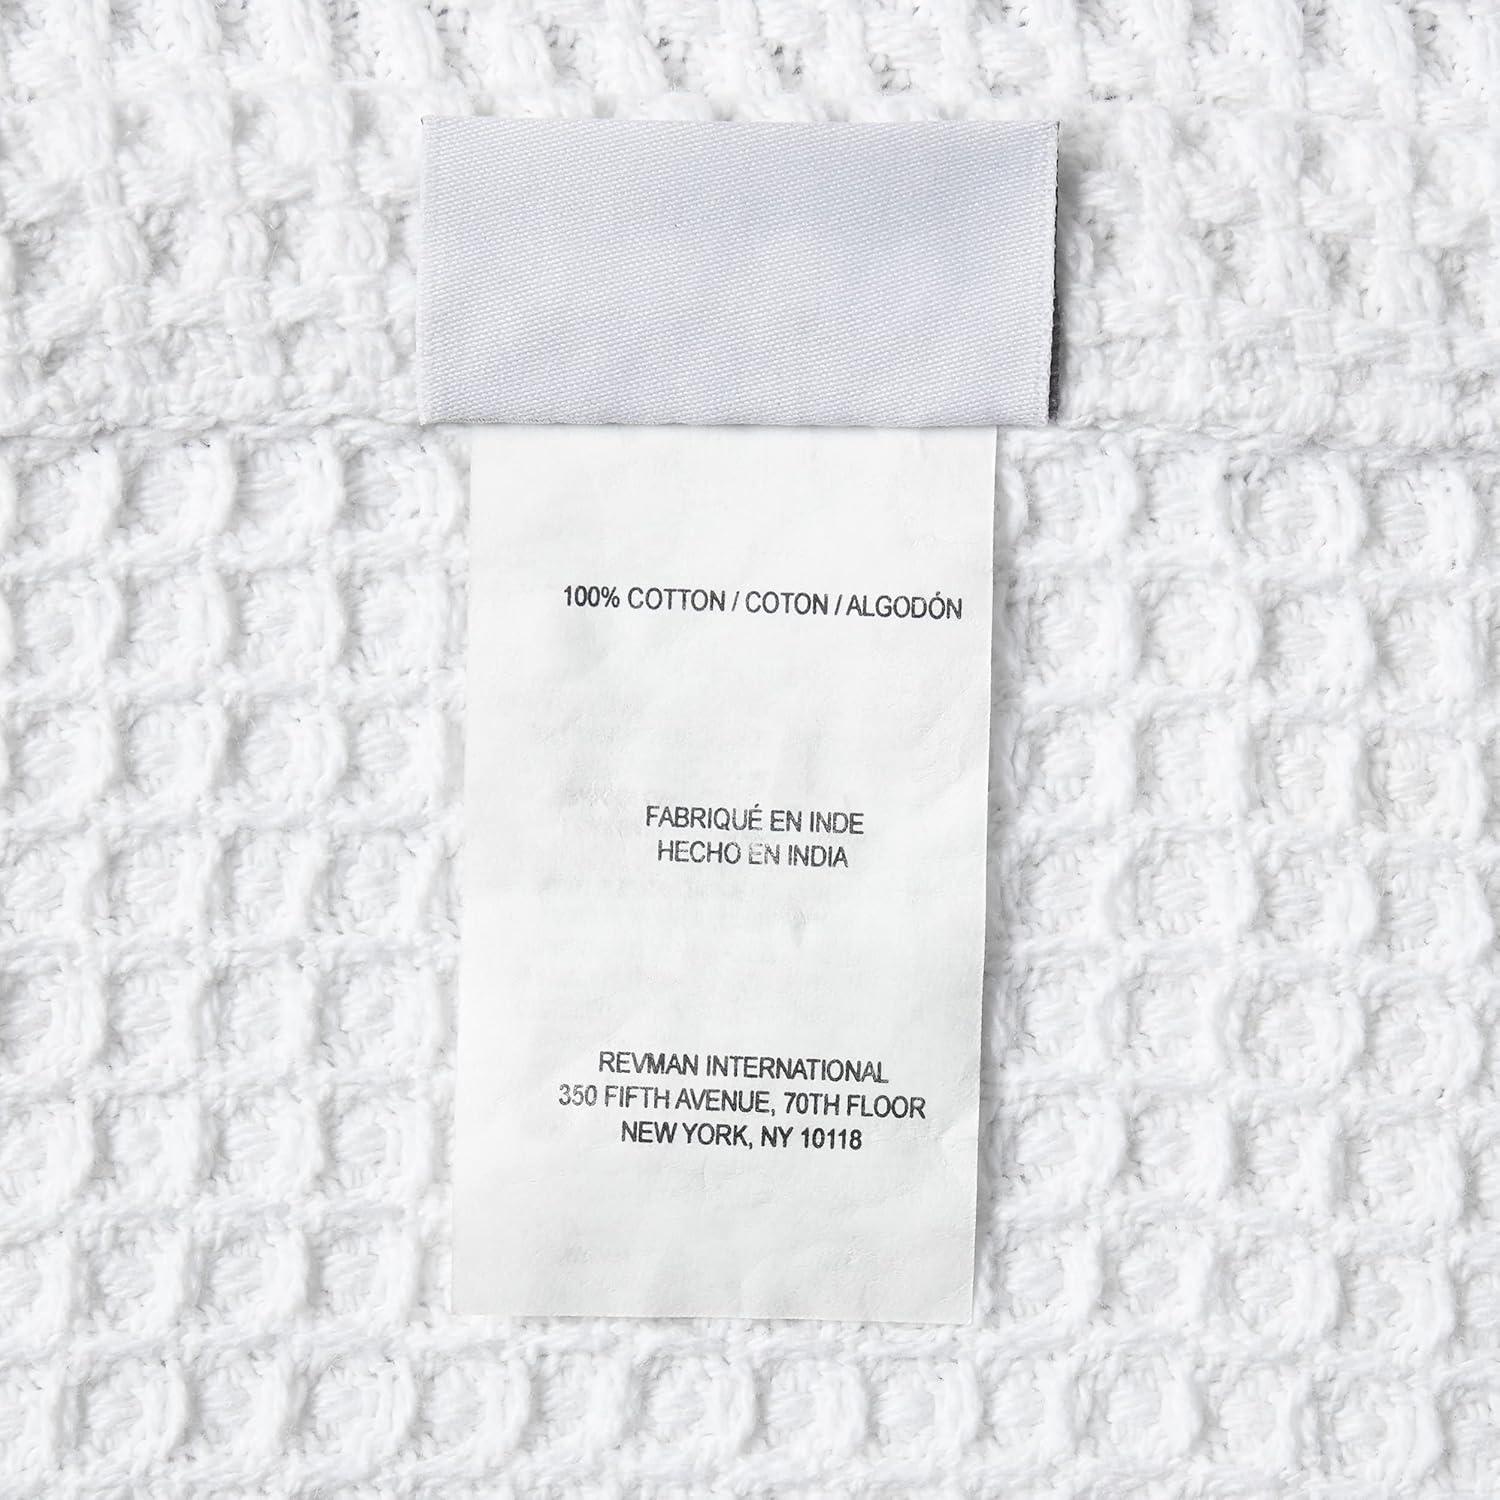 100% COTTON / COTON / ALGODÓN
FABRIQUÉ EN INDE
HECHO EN INDIA
REVMAN INTERNATIONAL
350 FIFTH AVENUE, 70TH FLOOR
NEW YORK, NY 10118